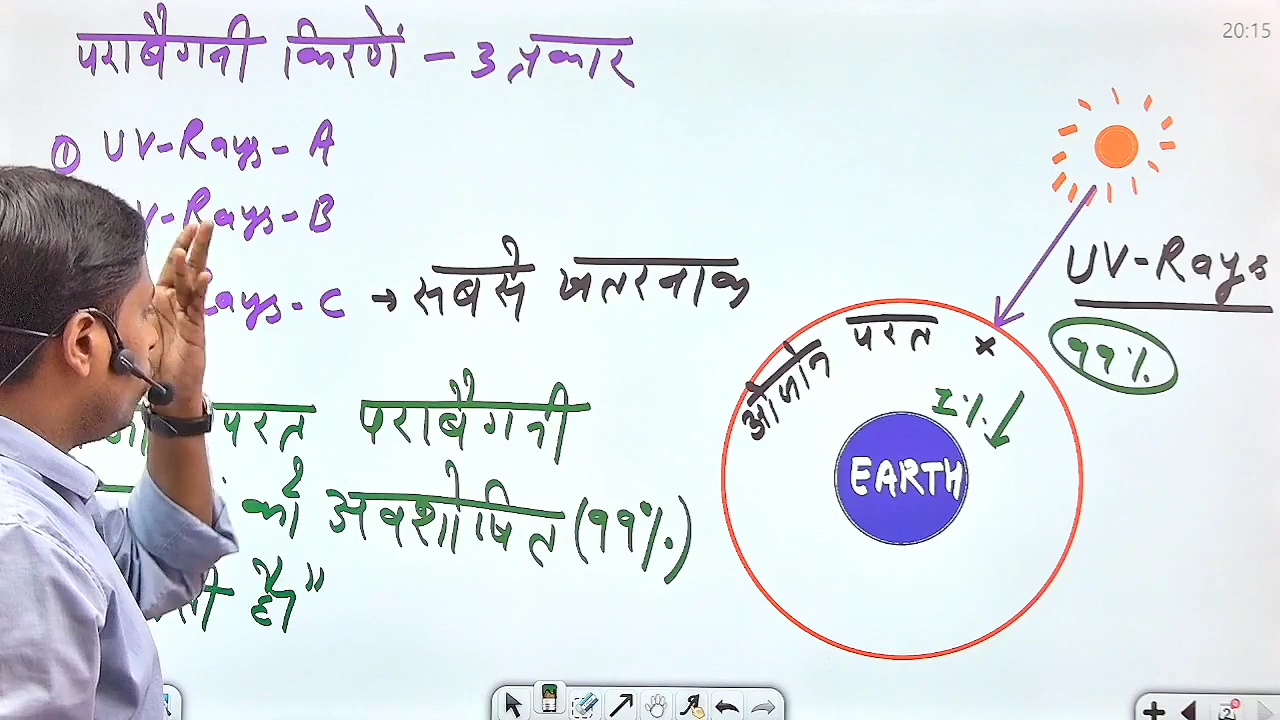 20:15
पराबैगनी किरणें - 3 प्रकार
① UV-Rays-A
V-Rays-B
ays-C → सबसे खतरनाक
UV-Rays
99%
ओजोन परत ×
1%
EARTH
परत पराबैगनी
को अवशोषित (99%)
है"
2